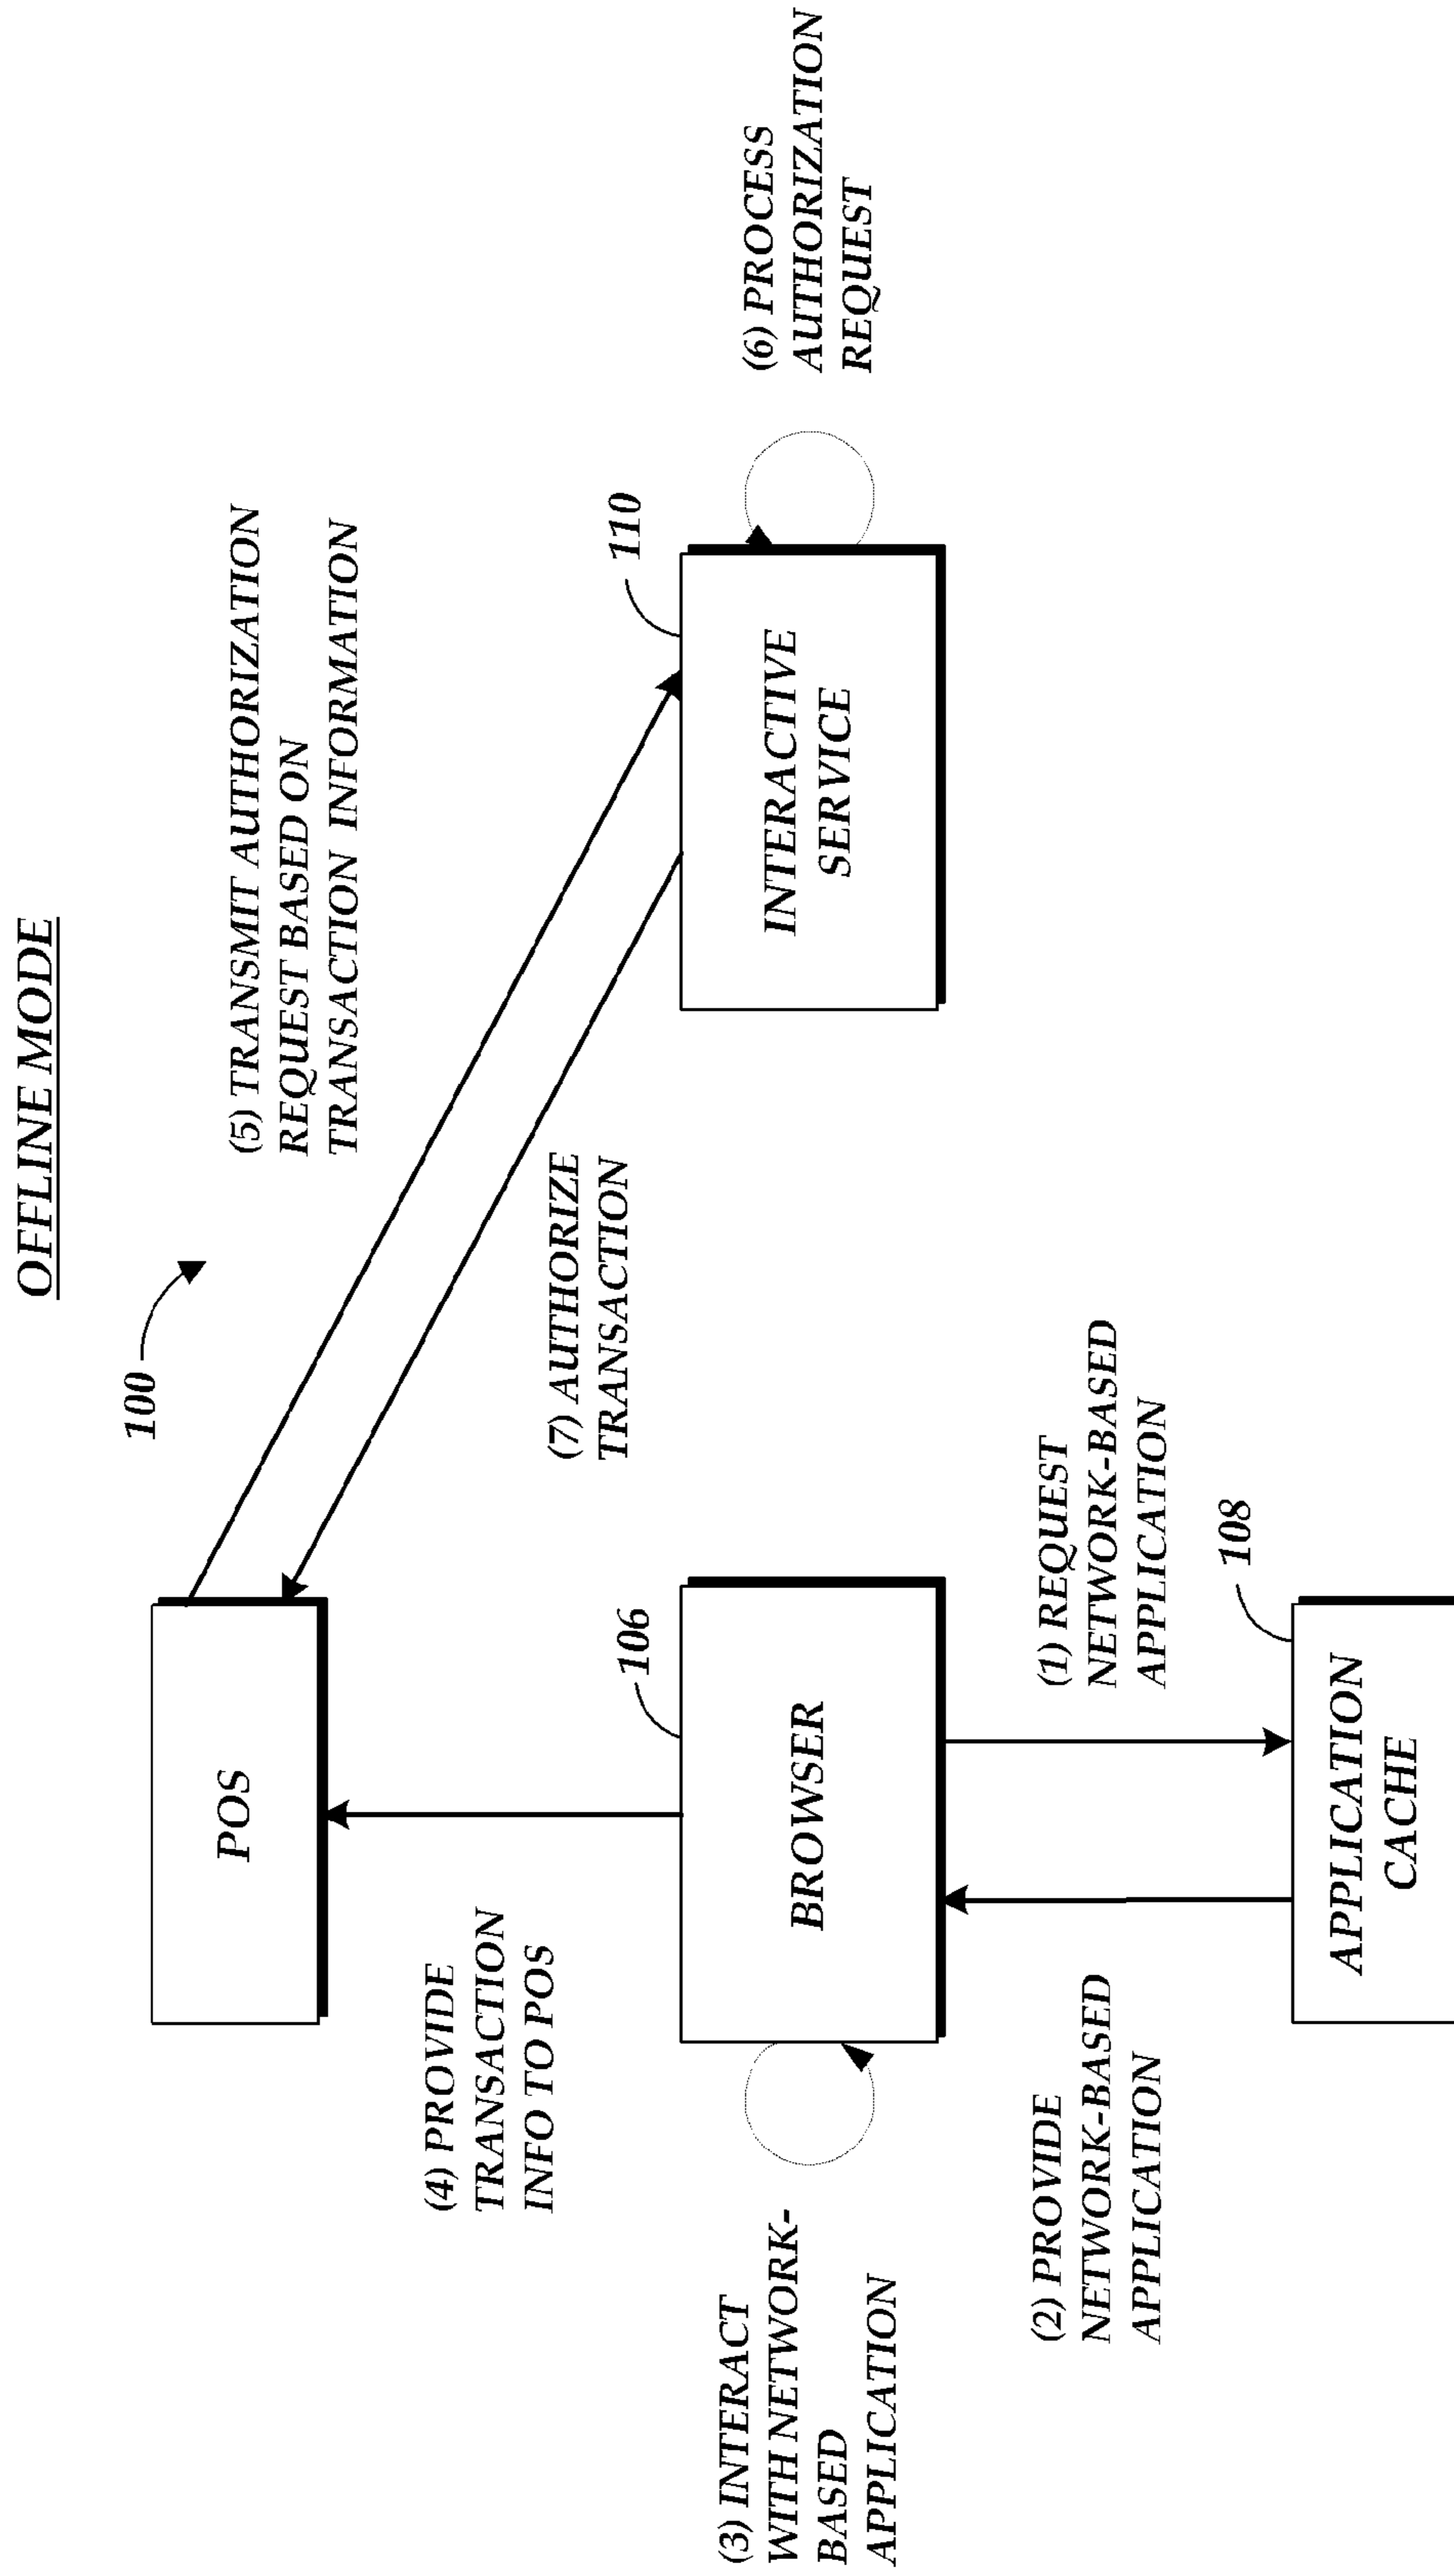 OFFLINE MODE
100
(5) TRANSMIT AUTHORIZATION
REQUEST BASED ON
TRANSACTION INFORMATION
POS
(4) PROVIDE
TRANSACTION
INFO TO POS
(7) AUTHORIZE
TRANSACTION
106
110
(3) INTERACT
WITH NETWORK-
BASED
APPLICATION
BROWSER
INTERACTIVE
SERVICE
(6) PROCESS
AUTHORIZATION
REQUEST
(2) PROVIDE
NETWORK-BASED
APPLICATION
(1) REQUEST
NETWORK-BASED
APPLICATION
108
APPLICATION
CACHE